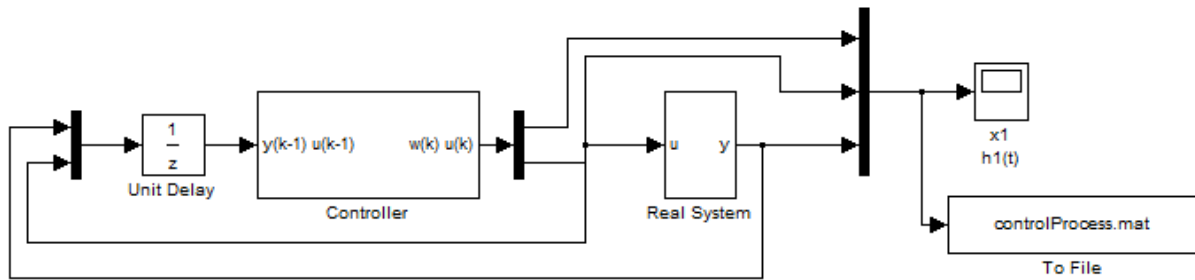 1
z
Unit Delay
y(k-1) u(k-1)
w(k) u(k)
Controller
u
y
Real System
x1
h1(t)
controlProcess.mat
To File